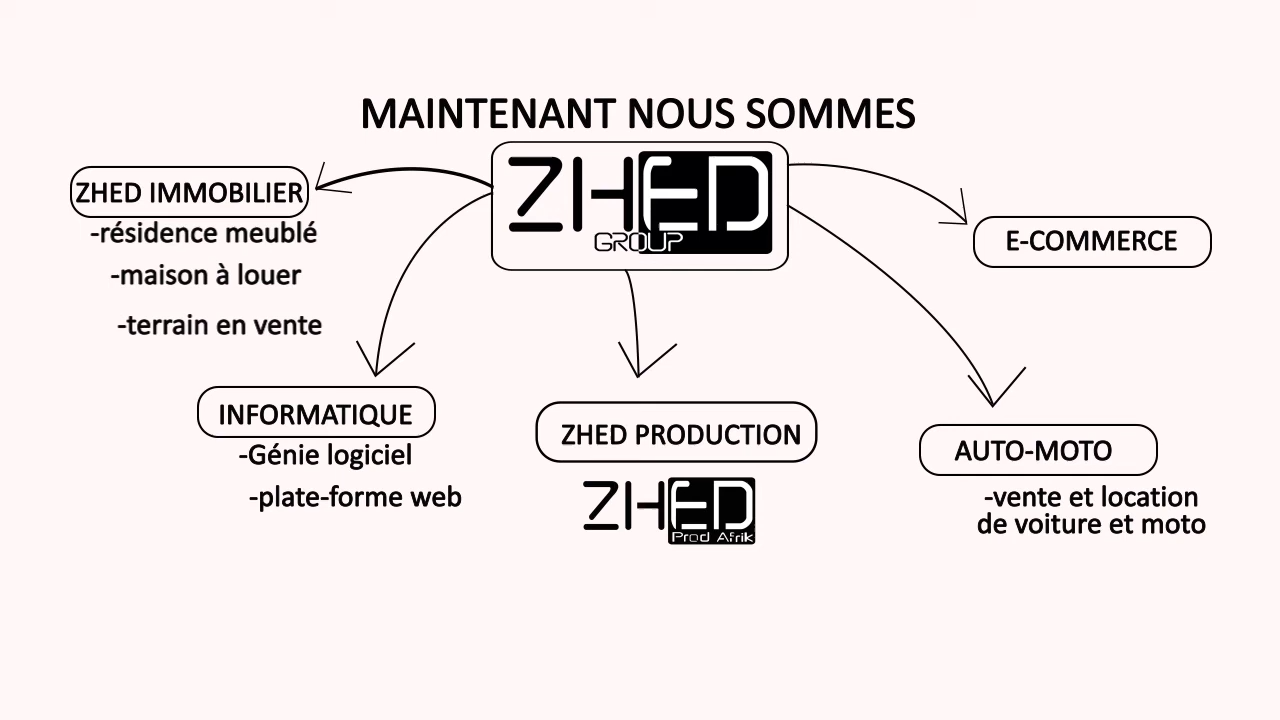 MAINTENANT NOUS SOMMES
ZHED
GROUP
ZHED IMMOBILIER
-résidence meublé
-maison à louer
-terrain en vente
E-COMMERCE
INFORMATIQUE
-Génie logiciel
-plate-forme web
ZHED PRODUCTION
ZHED
Prod Afrik
AUTO-MOTO
-vente et location
de voiture et moto